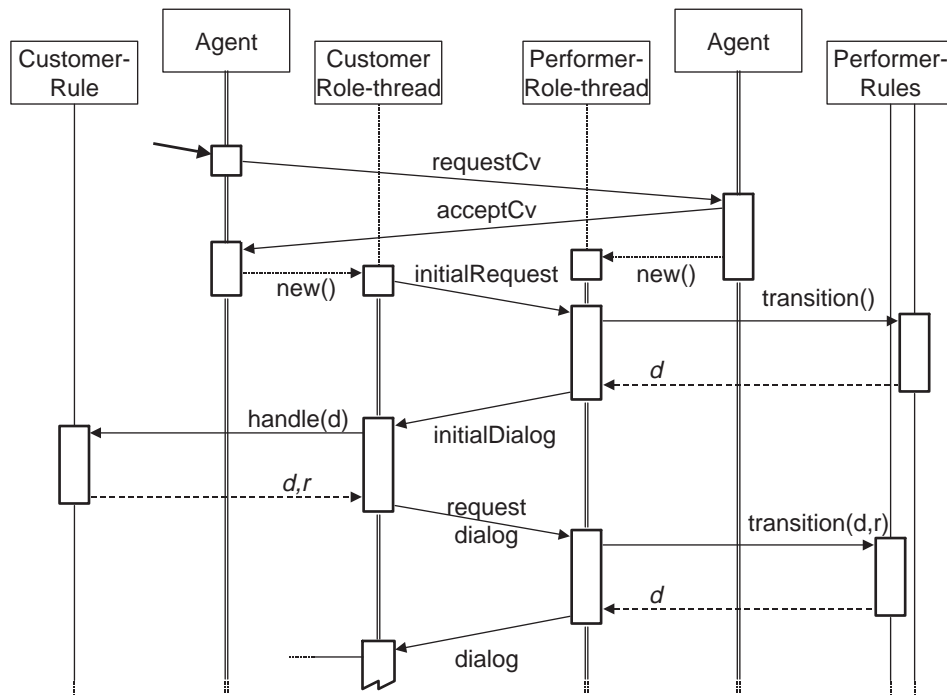 Customer-
Rule
Agent
Customer
Role-thread
Performer-
Role-thread
Agent
Performer-
Rules
requestCv
acceptCv
new()
initialRequest
new()
transition()
d
handle(d)
initialDialog
d,r
request
dialog
transition(d,r)
d
dialog